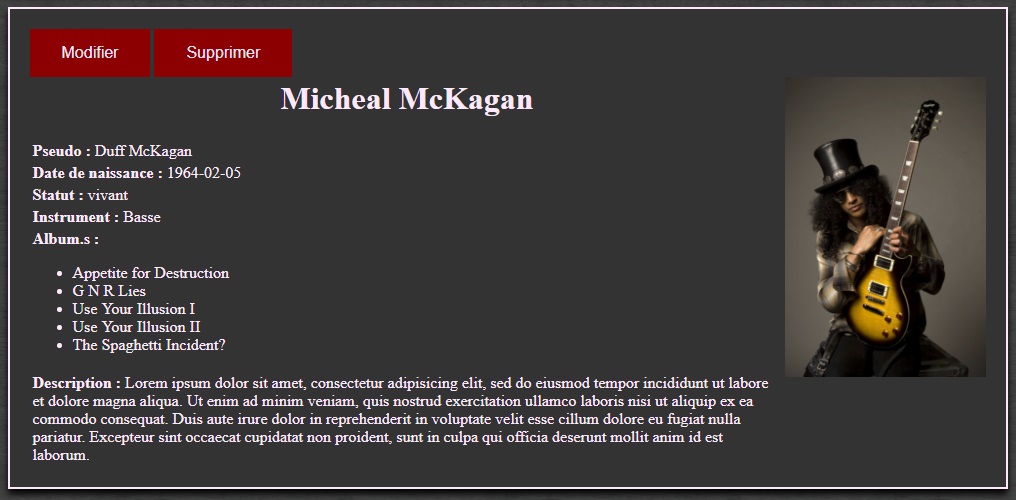 Modifier
Supprimer
Micheal McKagan
Pseudo : Duff McKagan
Date de naissance : 1964-02-05
Statut : vivant
Instrument : Basse
Album.s :
• Appetite for Destruction
• G N R Lies
• Use Your Illusion I
• Use Your Illusion II
• The Spaghetti Incident?
Description : Lorem ipsum dolor sit amet, consectetur adipisicing elit, sed do eiusmod tempor incididunt ut labore
et dolore magna aliqua. Ut enim ad minim veniam, quis nostrud exercitation ullamco laboris nisi ut aliquip ex ea
commodo consequat. Duis aute irure dolor in reprehenderit in voluptate velit esse cillum dolore eu fugiat nulla
pariatur. Excepteur sint occaecat cupidatat non proident, sunt in culpa qui officia deserunt mollit anim id est
laborum.